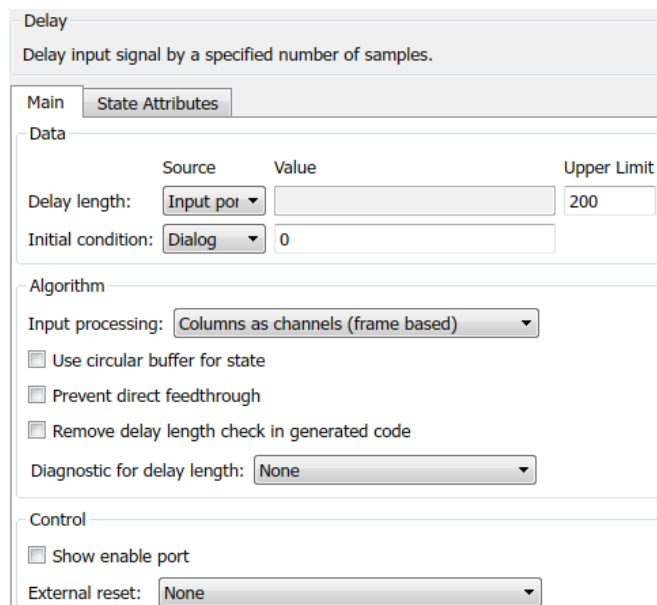 Delay
Delay input signal by a specified number of samples.
Main State Attributes
Data
Source Value Upper Limit
Delay length: Input por 200
Initial condition: Dialog 0
Algorithm
Input processing: Columns as channels (frame based)
Use circular buffer for state
Prevent direct feedthrough
Remove delay length check in generated code
Diagnostic for delay length: None
Control
Show enable port
External reset: None